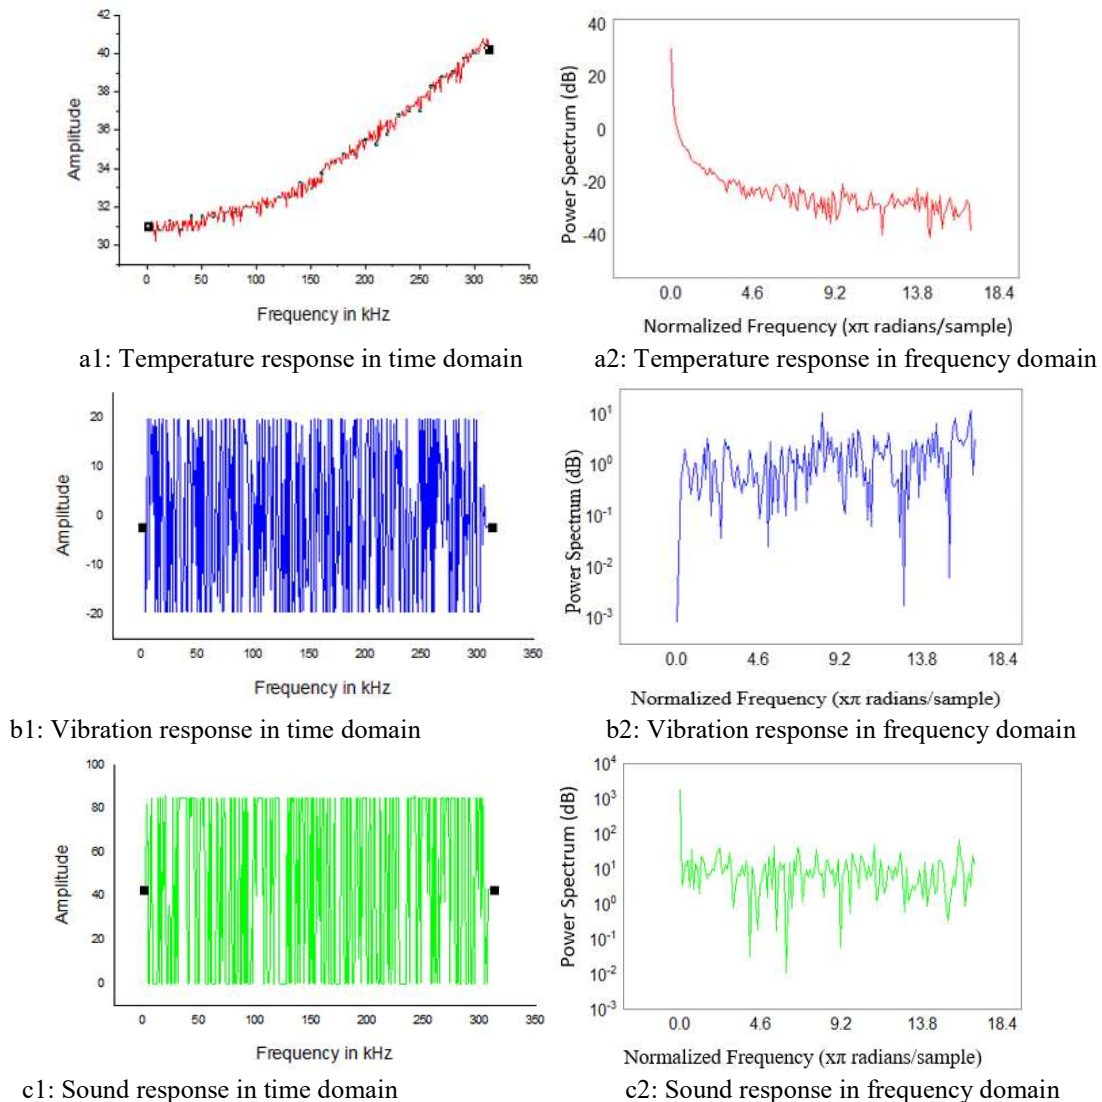 42
40
38
36
34
32
30
Amplitude
0 50 100 150 200 250 300 350
Frequency in kHz
40
20
0
-20
-40
Power Spectrum (dB)
0.0 4.6 9.2 13.8 18.4
Normalized Frequency (xπ radians/sample)
a1: Temperature response in time domain
a2: Temperature response in frequency domain
20
10
0
-10
-20
Amplitude
0 50 100 150 200 250 300 350
Frequency in kHz
10¹
10⁰
10⁻¹
10⁻²
10⁻³
Power Spectrum (dB)
0.0 4.6 9.2 13.8 18.4
Normalized Frequency (xπ radians/sample)
b1: Vibration response in time domain
b2: Vibration response in frequency domain
100
80
60
40
20
0
Amplitude
0 50 100 150 200 250 300 350
Frequency in kHz
10⁴
10³
10²
10¹
10⁰
10⁻¹
10⁻²
10⁻³
Power Spectrum (dB)
0.0 4.6 9.2 13.8 18.4
Normalized Frequency (xπ radians/sample)
c1: Sound response in time domain
c2: Sound response in frequency domain